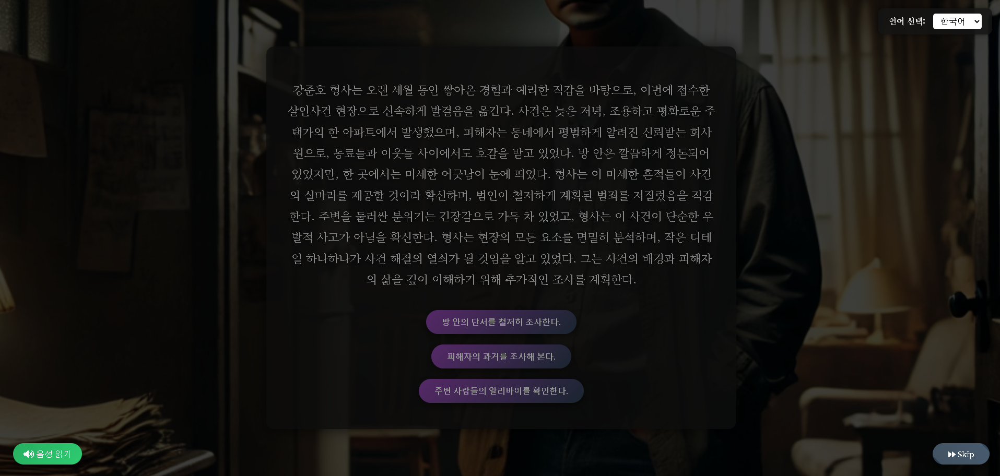 언어 선택: 한국어
강준호 형사는 오랜 세월 동안 쌓아온 경험과 예리한 직감을 바탕으로, 이번에 접수한
살인사건 현장으로 신속하게 발걸음을 옮긴다. 사건은 늦은 저녁, 조용하고 평화로운 주
택가의 한 아파트에서 발생했으며, 피해자는 동네에서 평범하게 알려진 신뢰받는 회사
원으로, 동료들과 이웃들 사이에서도 호감을 받고 있었다. 방 안은 깔끔하게 정돈되어
있었지만, 한 곳에서는 미세한 어긋남이 눈에 띄었다. 형사는 이 미세한 흔적들이 사건
의 실마리를 제공할 것이라 확신하며, 범인이 철저하게 계획된 범죄를 저질렀음을 직감
한다. 주변을 둘러싼 분위기는 긴장감으로 가득 차 있었고, 형사는 이 사건이 단순한 우
발적 사고가 아님을 확신한다. 형사는 현장의 모든 요소를 면밀히 분석하며, 작은 디테
일 하나하나가 사건 해결의 열쇠가 될 것임을 알고 있었다. 그는 사건의 배경과 피해자
의 삶을 깊이 이해하기 위해 추가적인 조사를 계획한다.
방 안의 단서를 철저히 조사한다.
피해자의 과거를 조사해 본다.
주변 사람들의 알리바이를 확인한다.
음성 읽기
Skip